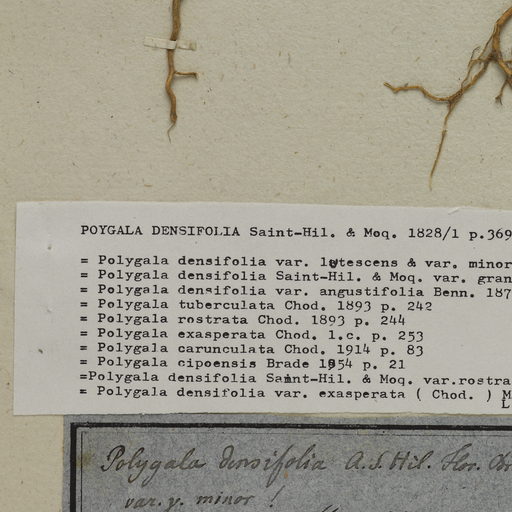 POYGALA DENSIFOLIA Saint-Hil. & Moq. 1828/1 p.369
= Polygala densifolia var. lutescens & var. minor
= Polygala densifolia Saint-Hil. & Moq. var. gran
= Polygala densifolia var. angustifolia Benn. 187
= Polygala tuberculata Chod. 1893 p. 242
= Polygala rostrata Chod. 1893 p. 244
= Polygala exasperata Chod. l.c. p. 253
= Polygala carunculata Chod. 1914 p. 83
= Polygala cipoensis Brade 1954 p. 21
=Polygala densifolia Saint-Hil. & Moq. var.rostra
= Polygala densifolia var. exasperata ( Chod. ) M
L
Polygala densifolia A. S. Hil. flor.
var. γ. minor !